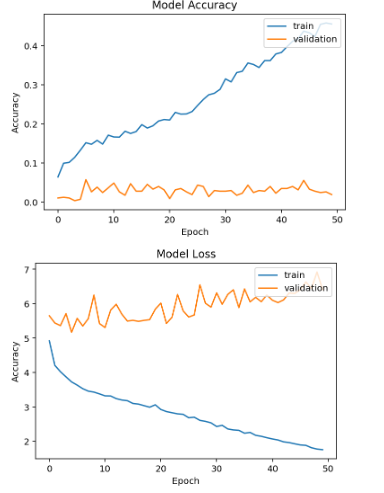 Model Accuracy
train
validation
0.4
0.3
0.2
0.1
0.0
Accuracy
0 10 20 30 40 50
Epoch
Model Loss
train
validation
7
6
5
4
3
2
Accuracy
0 10 20 30 40 50
Epoch